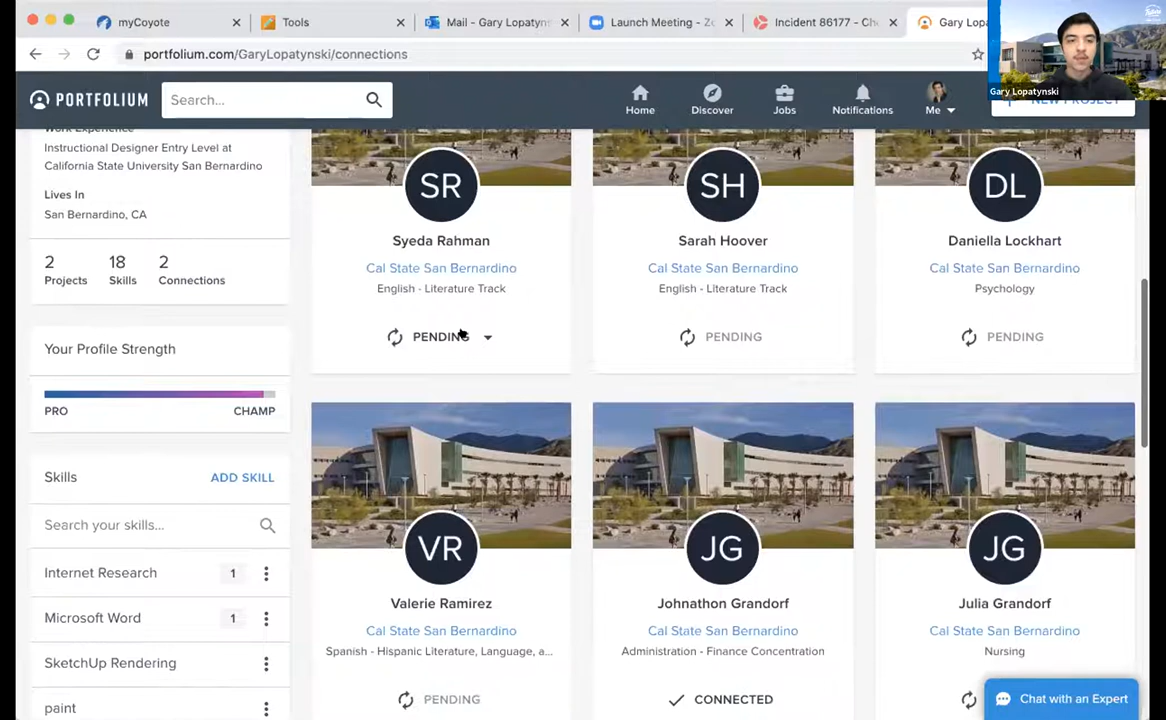 myCoyote
Tools
Mail - Gary Lopatyns
Launch Meeting - Zo
Incident 86177 - Che
Gary Lopa
portfolium.com/GaryLopatynski/connections
Gary Lopatynski
PORTFOLIUM
Search...
Home
Discover
Jobs
Notifications
Me
NEW PROJECT
Work Experience
Instructional Designer Entry Level at
California State University San Bernardino
Lives In
San Bernardino, CA
2
Projects
18
Skills
2
Connections
Your Profile Strength
PRO
CHAMP
Skills
ADD SKILL
Search your skills...
Internet Research
1
Microsoft Word
1
SketchUp Rendering
paint
SR
Syeda Rahman
Cal State San Bernardino
English - Literature Track
PENDING
SH
Sarah Hoover
Cal State San Bernardino
English - Literature Track
PENDING
DL
Daniella Lockhart
Cal State San Bernardino
Psychology
PENDING
VR
Valerie Ramirez
Cal State San Bernardino
Spanish - Hispanic Literature, Language, a...
PENDING
JG
Johnathon Grandorf
Cal State San Bernardino
Administration - Finance Concentration
CONNECTED
JG
Julia Grandorf
Cal State San Bernardino
Nursing
Chat with an Expert